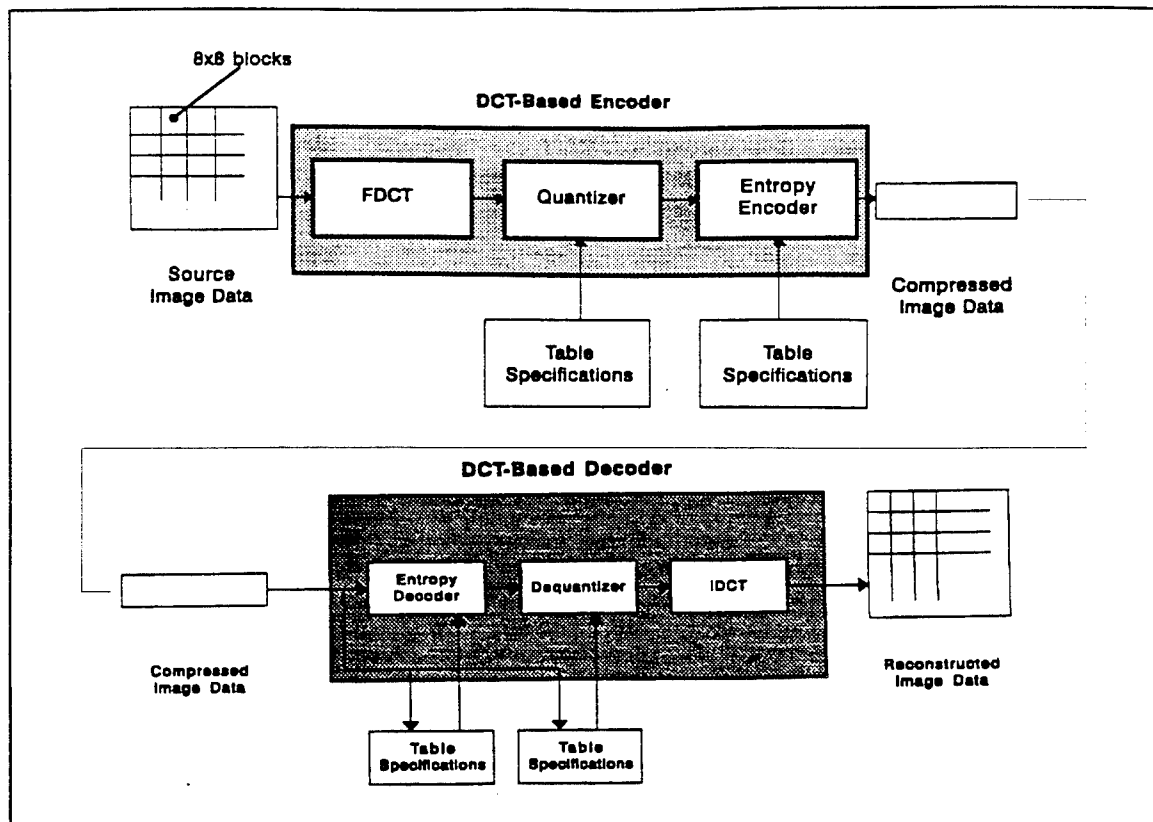 8x8 blocks
DCT-Based Encoder
FDCT
Quantizer
Entropy
Encoder
Source
Image Data
Compressed
Image Data
Table
Specifications
Table
Specifications
DCT-Based Decoder
Entropy
Decoder
Dequantizer
IDCT
Compressed
Image Data
Reconstructed
Image Data
Table
Specifications
Table
Specifications